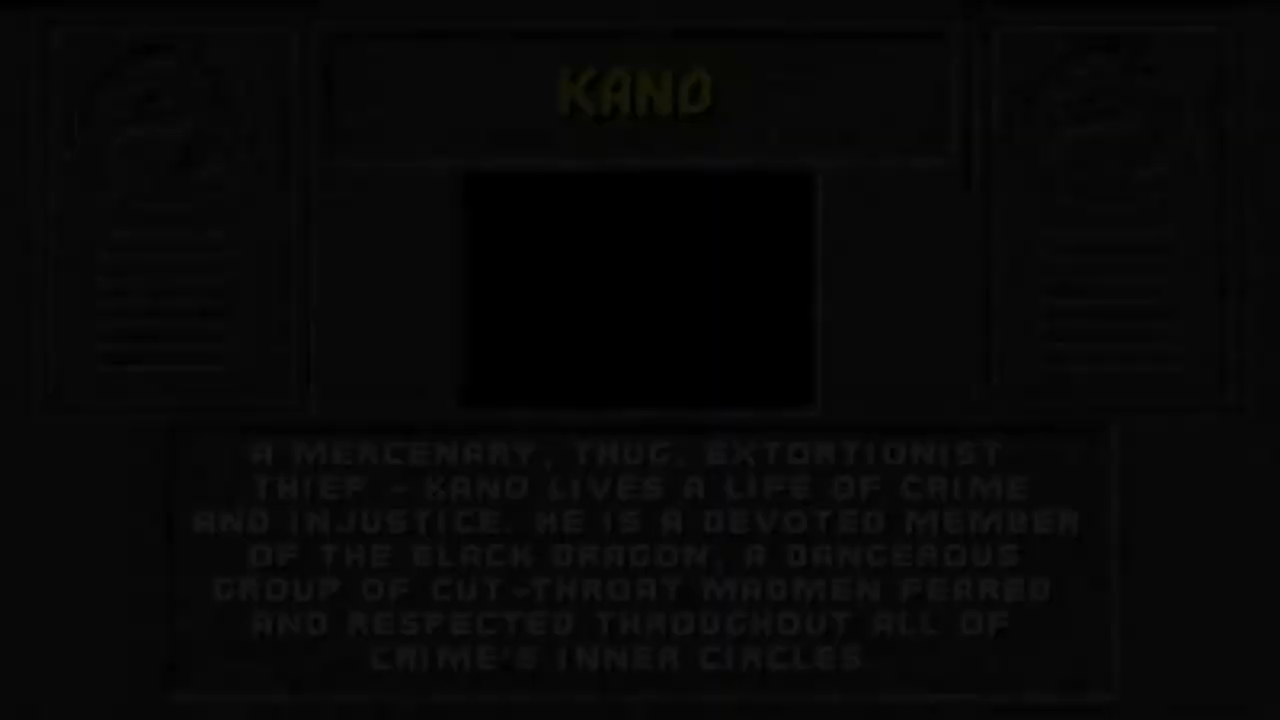 KANO
A MERCENARY, THUG, EXTORTIONIST
THIEF - KANO LIVES A LIFE OF CRIME
AND INJUSTICE. HE IS A DEVOTED MEMBER
OF THE BLACK DRAGON, A DANGEROUS
GROUP OF CUT-THROAT MADMEN FEARED
AND RESPECTED THROUGHOUT ALL OF
CRIME'S INNER CIRCLES